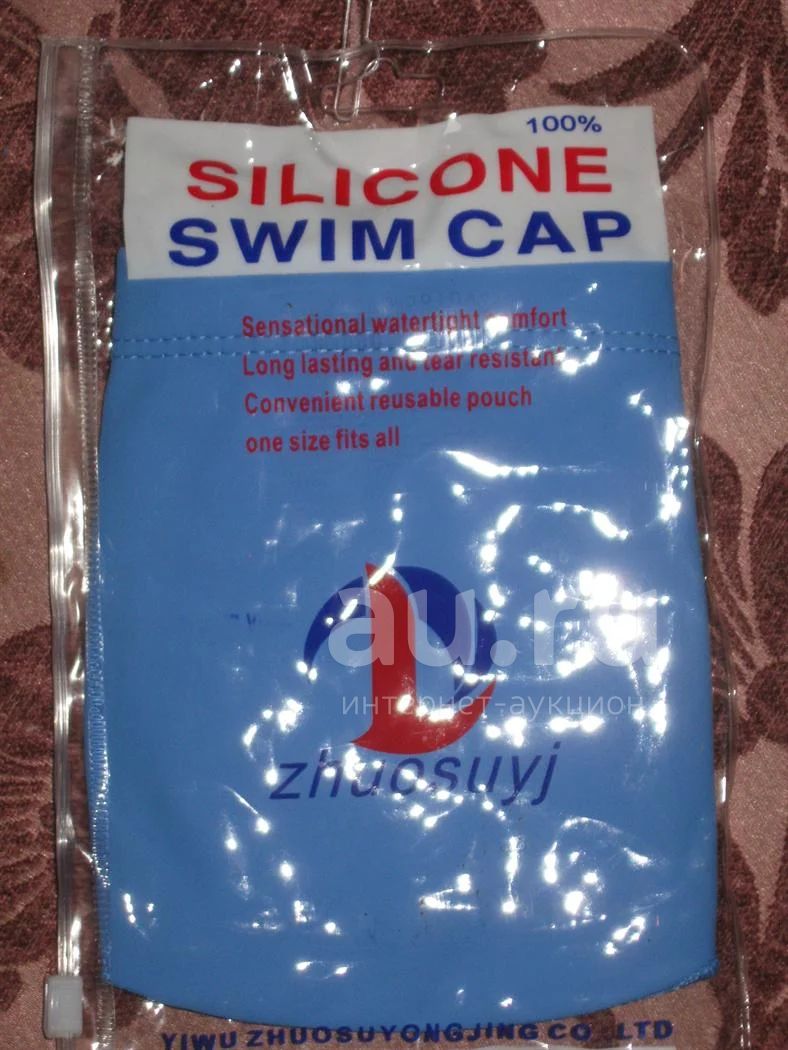 100%
SILICONE
SWIM CAP
Sensational watertight comfort
Long lasting and tear resistant
Convenient reusable pouch
one size fits all
au.ru
интернет-аукцион
zhuosuyj
YIWU ZHUOSUYONGJING CO LTD